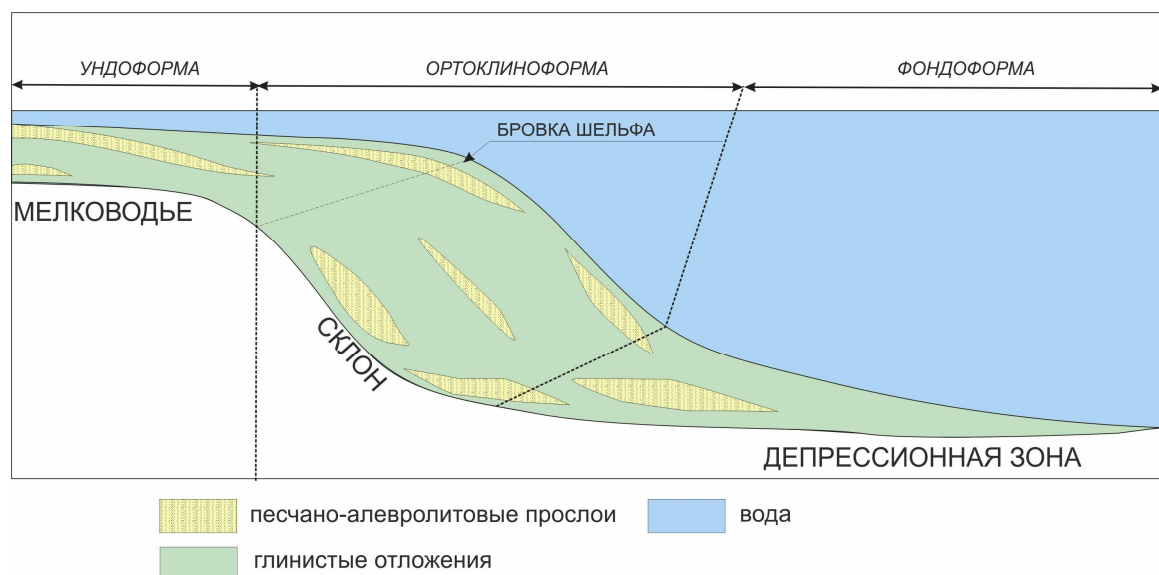 УНДОФОРМА
ОРТОКЛИНОФОРМА
ФОНДОФОРМА
БРОВКА ШЕЛЬФА
МЕЛКОВОДЬЕ
СКЛОН
ДЕПРЕССИОННАЯ ЗОНА
песчано-алевролитовые прослои
вода
глинистые отложения